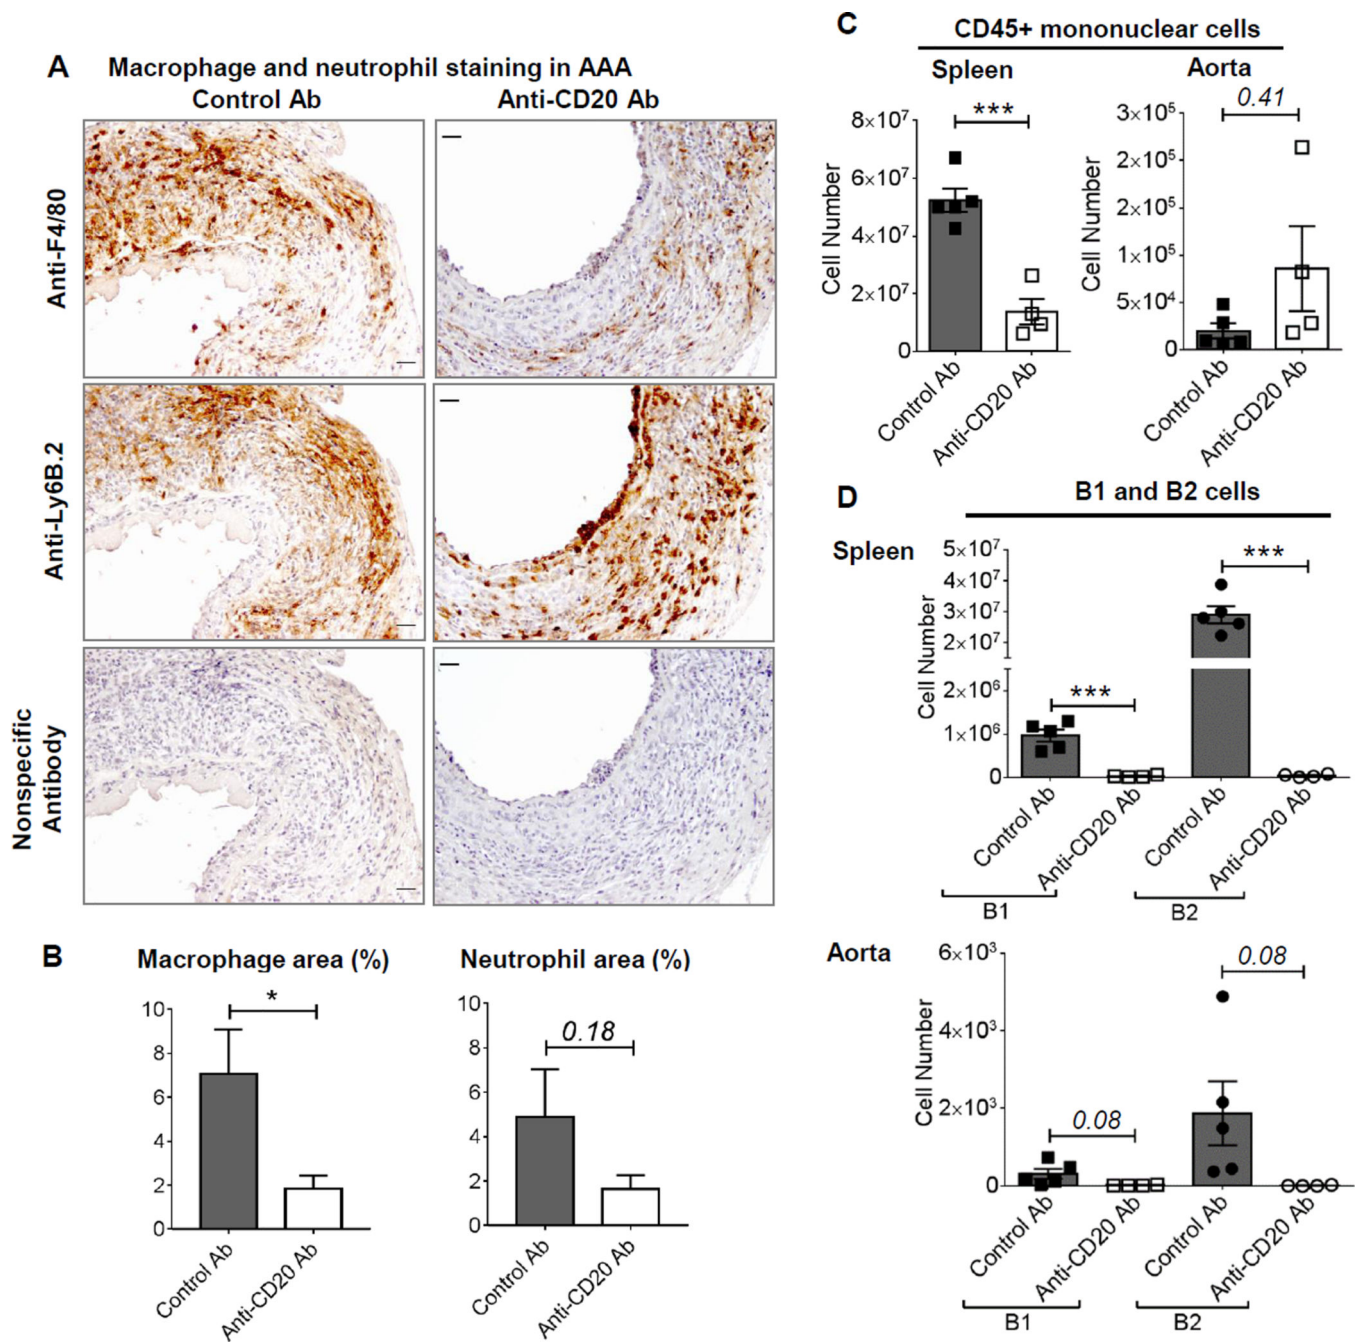 A Macrophage and neutrophil staining in AAA
Control Ab Anti-CD20 Ab
Anti-F4/80
Anti-Ly6B.2
Nonspecific
Antibody
B Macrophage area (%) Neutrophil area (%)
10
8
6
4
2
0
*
Control Ab
Anti-CD20 Ab
10
8
6
4
2
0
0.18
Control Ab
Anti-CD20 Ab
C CD45+ mononuclear cells
Spleen Aorta
Cell Number
8×10⁷
6×10⁷
4×10⁷
2×10⁷
0
***
Control Ab
Anti-CD20 Ab
Cell Number
3×10⁵
2×10⁵
2×10⁵
1×10⁵
5×10⁴
0
0.41
Control Ab
Anti-CD20 Ab
D B1 and B2 cells
Spleen
Cell Number
5×10⁷
4×10⁷
3×10⁷
2×10⁷
2×10⁶
1×10⁶
0
***
***
Control Ab
Anti-CD20 Ab
Control Ab
Anti-CD20 Ab
B1 B2
Aorta
Cell Number
6×10³
4×10³
2×10³
0
0.08
0.08
Control Ab
Anti-CD20 Ab
Control Ab
Anti-CD20 Ab
B1 B2